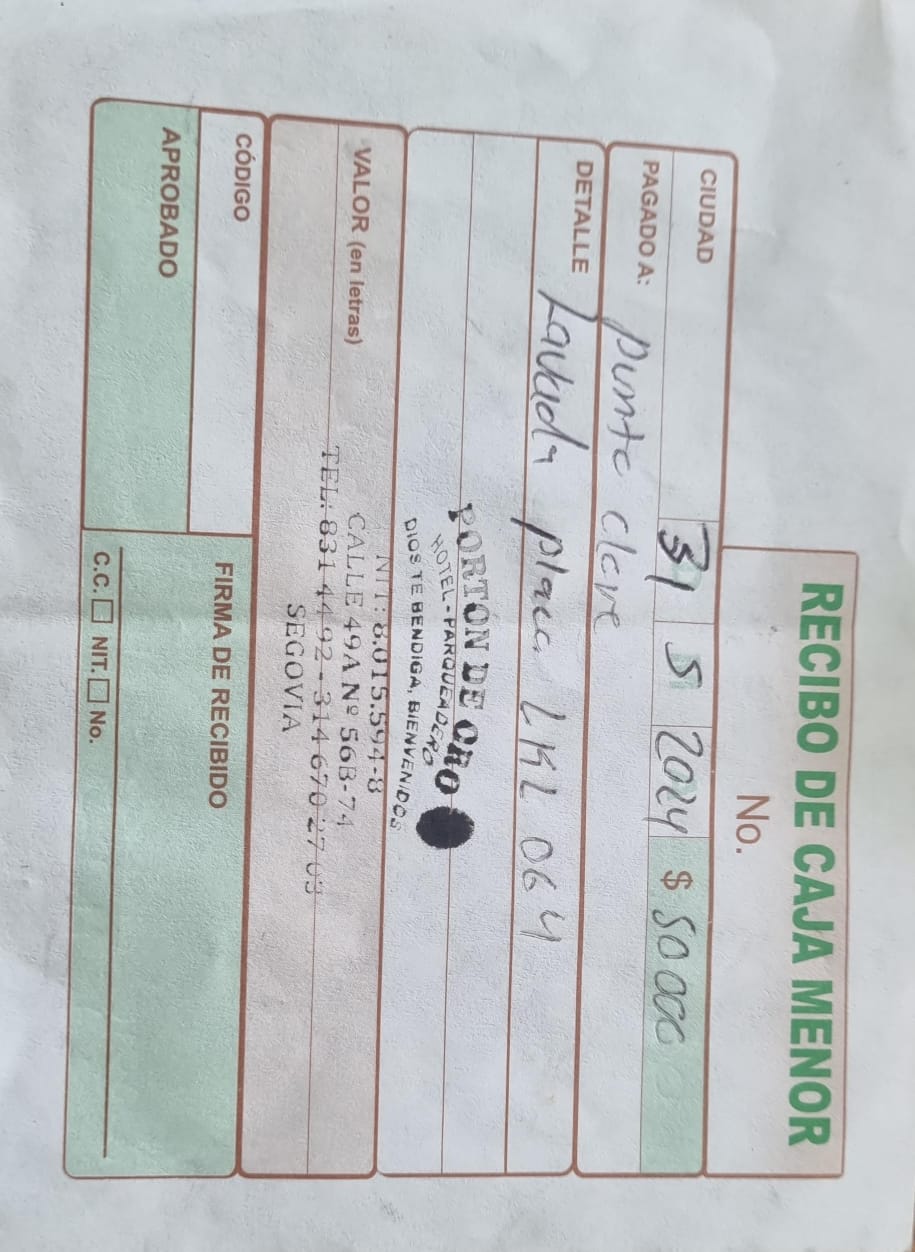 RECIBO DE CAJA MENOR
No.
CIUDAD 31 5 2024 $ 50000
PAGADO A: punto clave
DETALLE Lavada placa LKL 064
PORTON DE ORO
HOTEL - PARQUEADERO
DIOS TE BENDIGA, BIENVENIDOS
NIT: 8.015.594-8
VALOR (en letras) CALLE 49A Nº 56B-74
TEL: 831 44 92 - 314 670 27 03
SEGOVIA
CÓDIGO
FIRMA DE RECIBIDO
APROBADO
C.C. NIT. No.